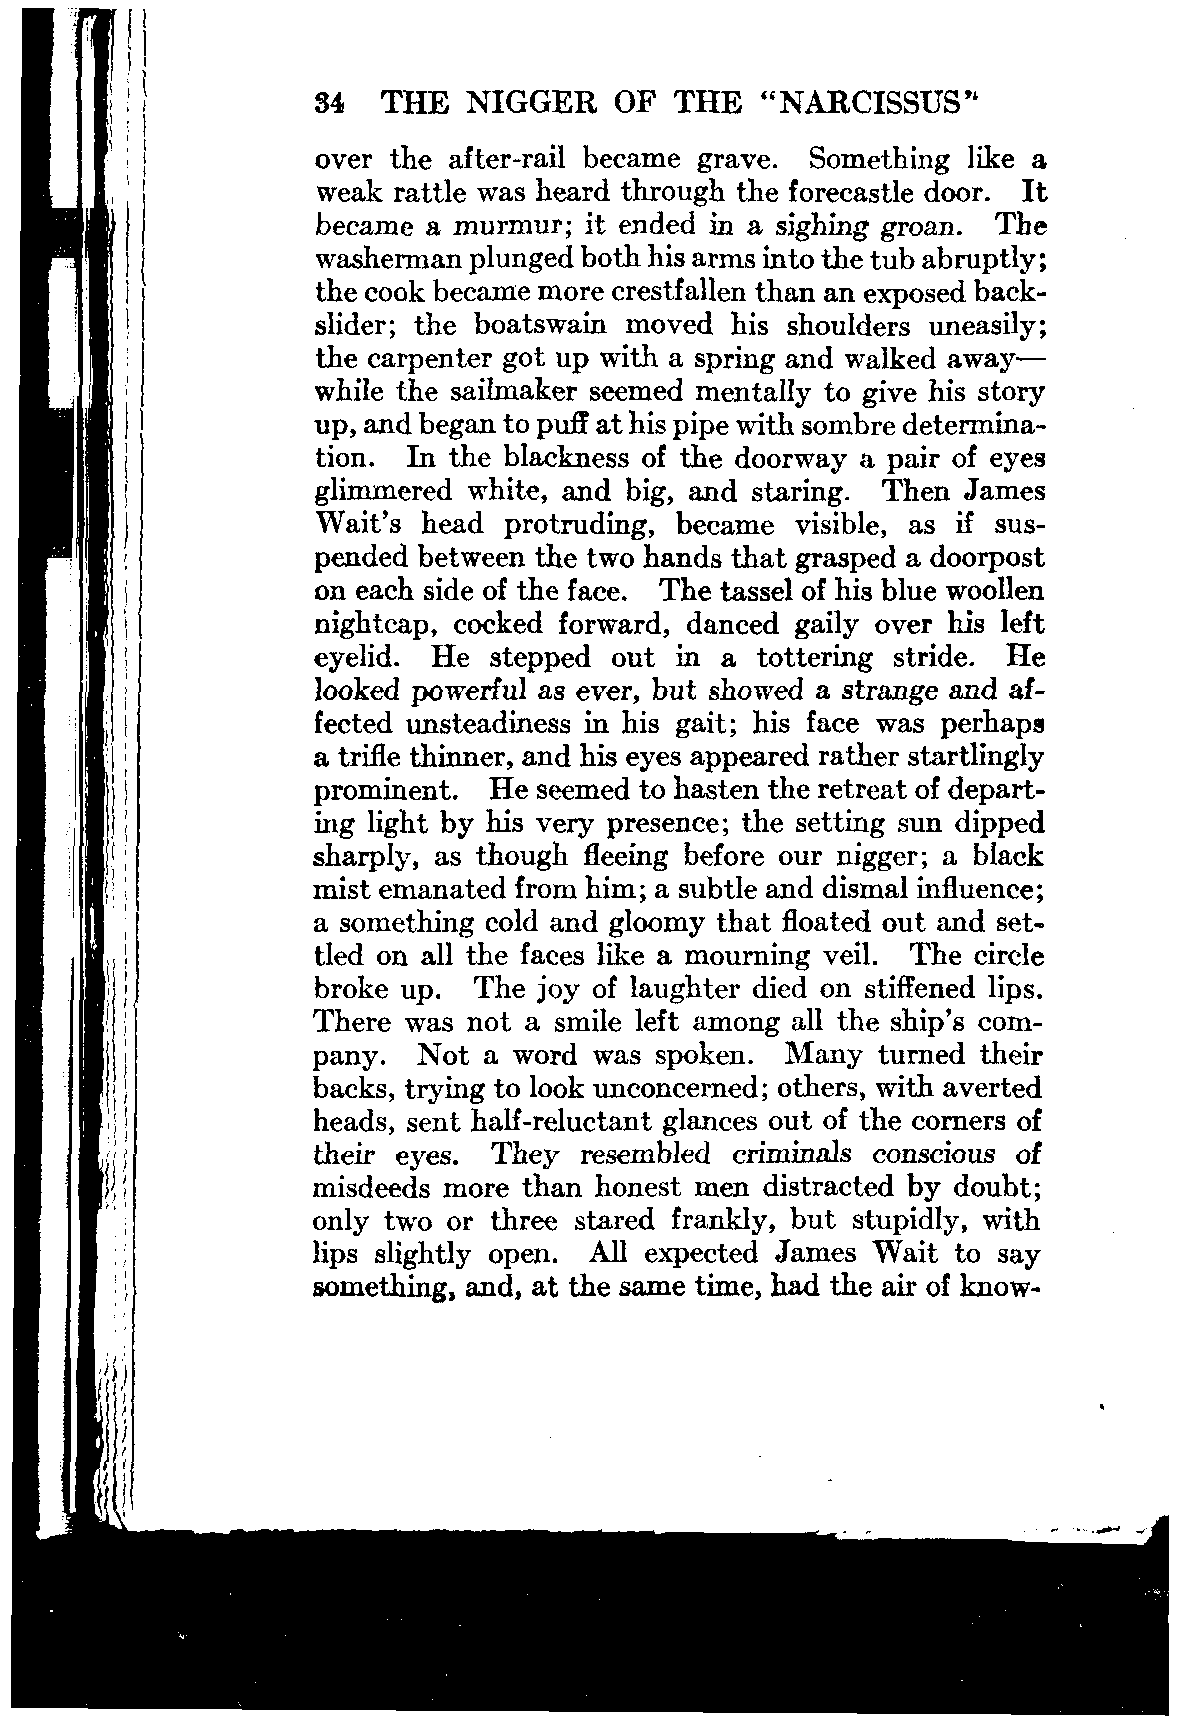 34 THE NIGGER OF THE "NARCISSUS"
over the after-rail became grave. Something like a
weak rattle was heard through the forecastle door. It
became a murmur; it ended in a sighing groan. The
washerman plunged both his arms into the tub abruptly;
the cook became more crestfallen than an exposed back-
slider; the boatswain moved his shoulders uneasily;
the carpenter got up with a spring and walked away—
while the sailmaker seemed mentally to give his story
up, and began to puff at his pipe with sombre determina-
tion. In the blackness of the doorway a pair of eyes
glimmered white, and big, and staring. Then James
Wait's head protruding, became visible, as if sus-
pended between the two hands that grasped a doorpost
on each side of the face. The tassel of his blue woollen
nightcap, cocked forward, danced gaily over his left
eyelid. He stepped out in a tottering stride. He
looked powerful as ever, but showed a strange and af-
fected unsteadiness in his gait; his face was perhaps
a trifle thinner, and his eyes appeared rather startlingly
prominent. He seemed to hasten the retreat of depart-
ing light by his very presence; the setting sun dipped
sharply, as though fleeing before our nigger; a black
mist emanated from him; a subtle and dismal influence;
a something cold and gloomy that floated out and set-
tled on all the faces like a mourning veil. The circle
broke up. The joy of laughter died on stiffened lips.
There was not a smile left among all the ship's com-
pany. Not a word was spoken. Many turned their
backs, trying to look unconcerned; others, with averted
heads, sent half-reluctant glances out of the corners of
their eyes. They resembled criminals conscious of
misdeeds more than honest men distracted by doubt;
only two or three stared frankly, but stupidly, with
lips slightly open. All expected James Wait to say
something, and, at the same time, had the air of know-